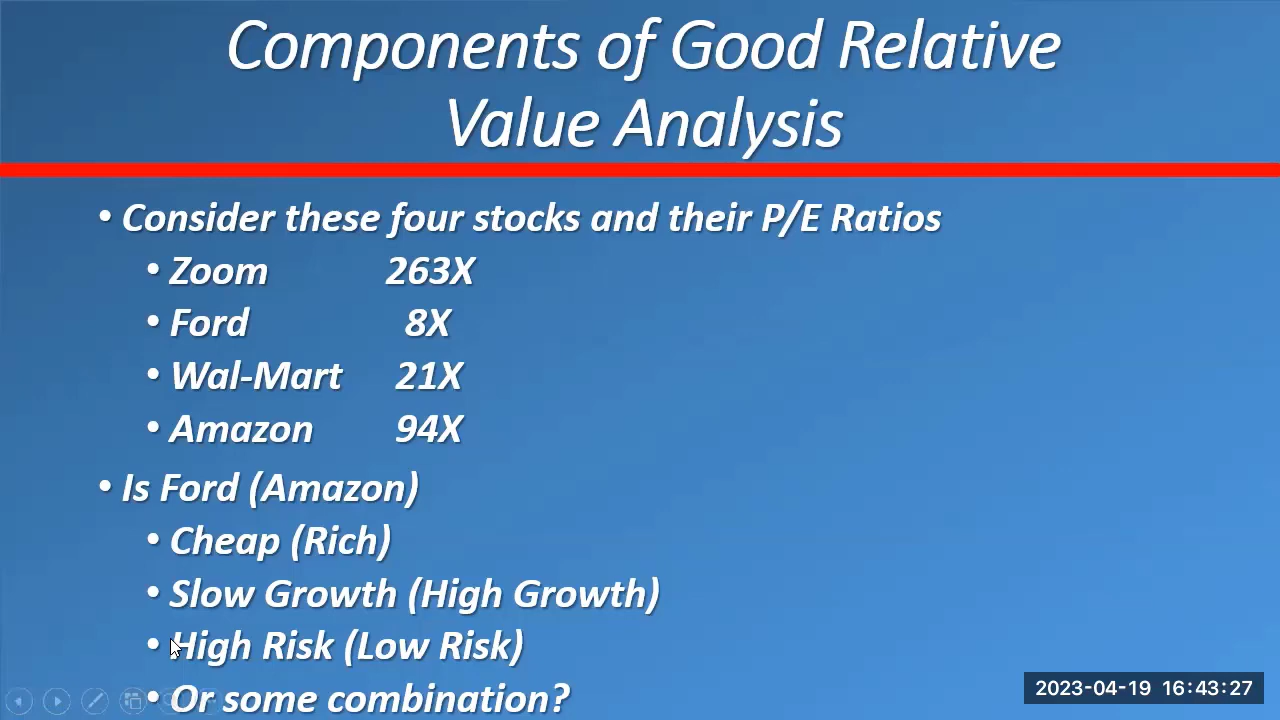 Components of Good Relative
Value Analysis
• Consider these four stocks and their P/E Ratios
• Zoom 263X
• Ford 8X
• Wal-Mart 21X
• Amazon 94X
• Is Ford (Amazon)
• Cheap (Rich)
• Slow Growth (High Growth)
• High Risk (Low Risk)
• Or some combination?
2023-04-19 16:43:27